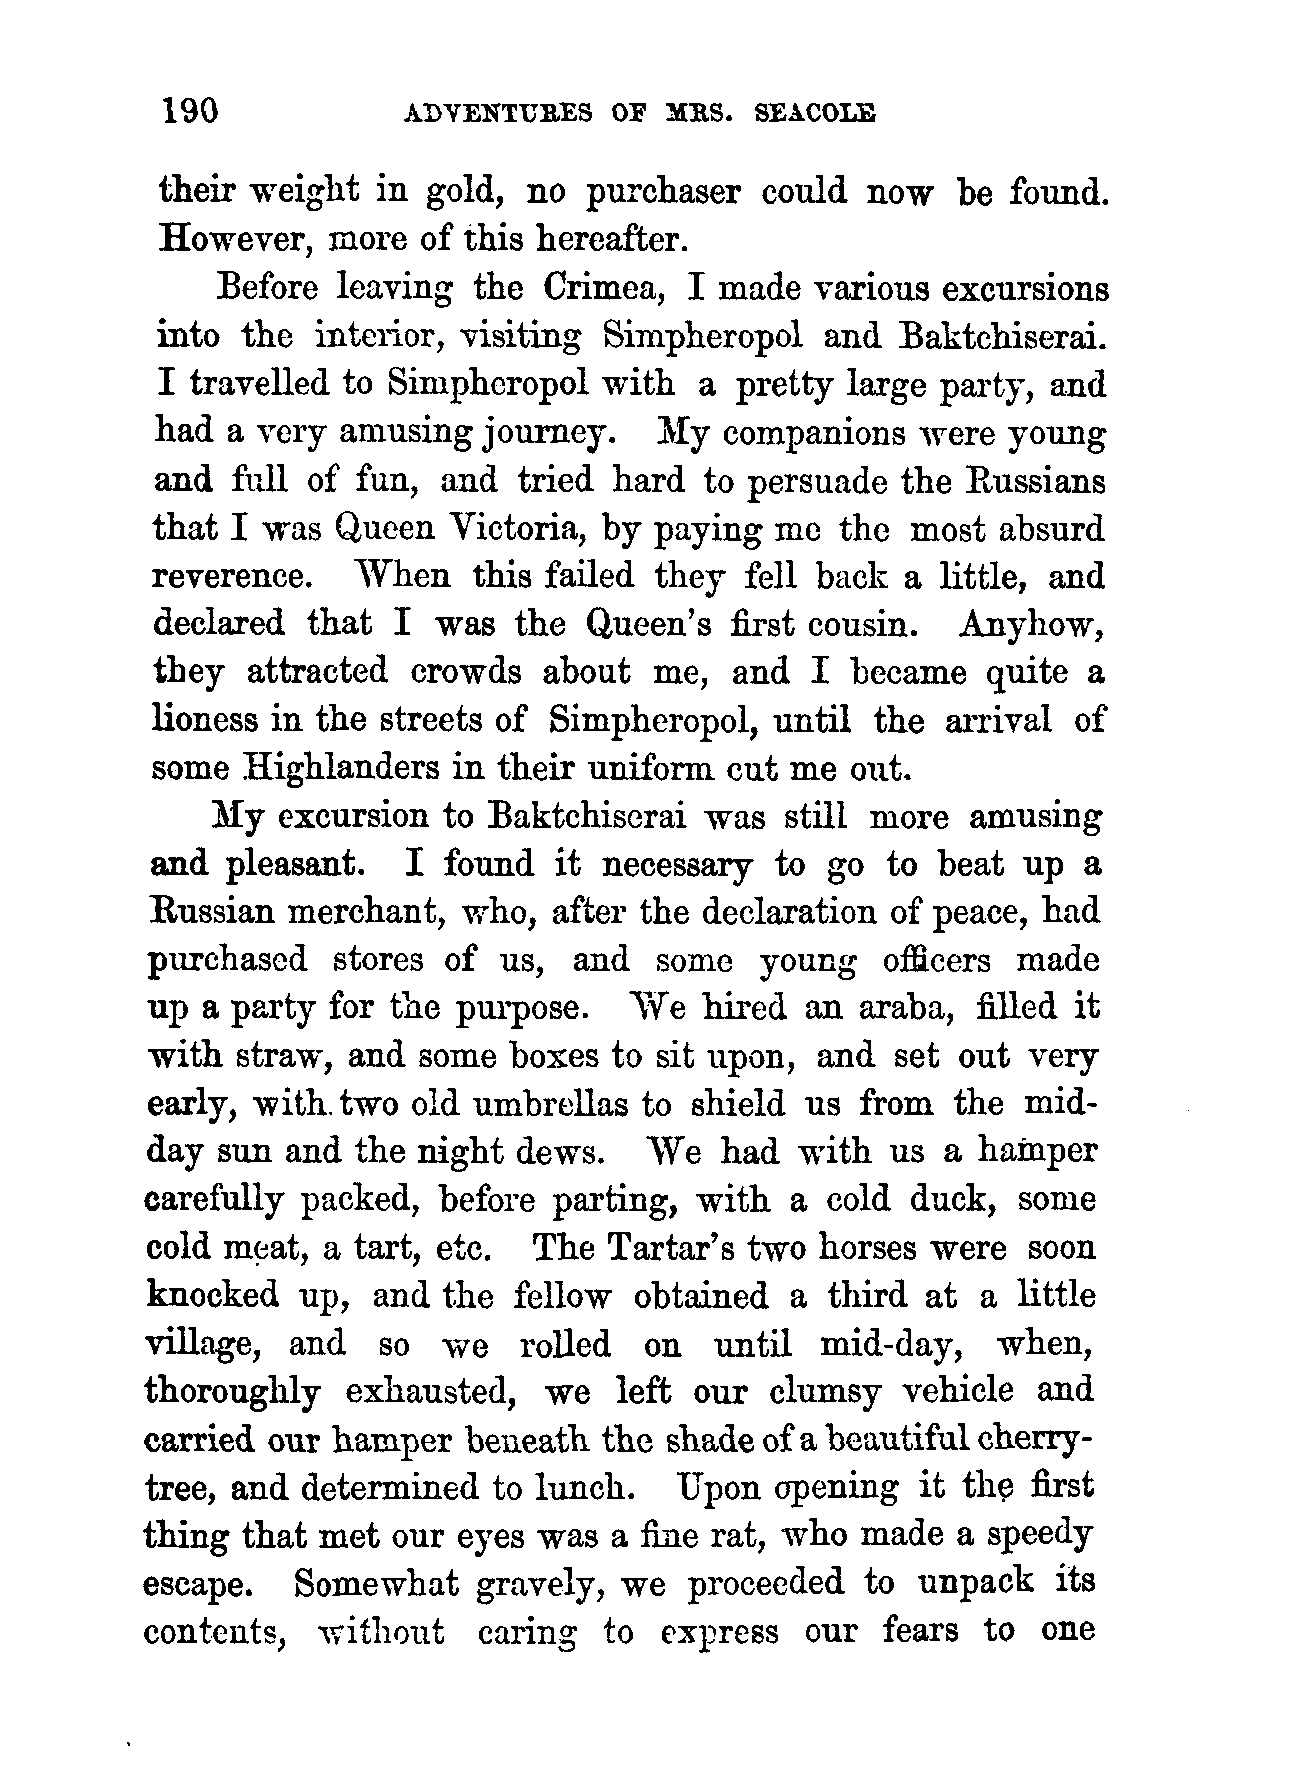 190 ADVENTURES OF MRS. SEACOLE
their weight in gold, no purchaser could now be found.
However, more of this hereafter.
Before leaving the Crimea, I made various excursions
into the interior, visiting Simpheropol and Baktchiserai.
I travelled to Simpheropol with a pretty large party, and
had a very amusing journey. My companions were young
and full of fun, and tried hard to persuade the Russians
that I was Queen Victoria, by paying me the most absurd
reverence. When this failed they fell back a little, and
declared that I was the Queen's first cousin. Anyhow,
they attracted crowds about me, and I became quite a
lioness in the streets of Simpheropol, until the arrival of
some Highlanders in their uniform cut me out.
My excursion to Baktchiserai was still more amusing
and pleasant. I found it necessary to go to beat up a
Russian merchant, who, after the declaration of peace, had
purchased stores of us, and some young officers made
up a party for the purpose. We hired an araba, filled it
with straw, and some boxes to sit upon, and set out very
early, with two old umbrellas to shield us from the mid-
day sun and the night dews. We had with us a hamper
carefully packed, before parting, with a cold duck, some
cold meat, a tart, etc. The Tartar's two horses were soon
knocked up, and the fellow obtained a third at a little
village, and so we rolled on until mid-day, when,
thoroughly exhausted, we left our clumsy vehicle and
carried our hamper beneath the shade of a beautiful cherry-
tree, and determined to lunch. Upon opening it the first
thing that met our eyes was a fine rat, who made a speedy
escape. Somewhat gravely, we proceeded to unpack its
contents, without caring to express our fears to one